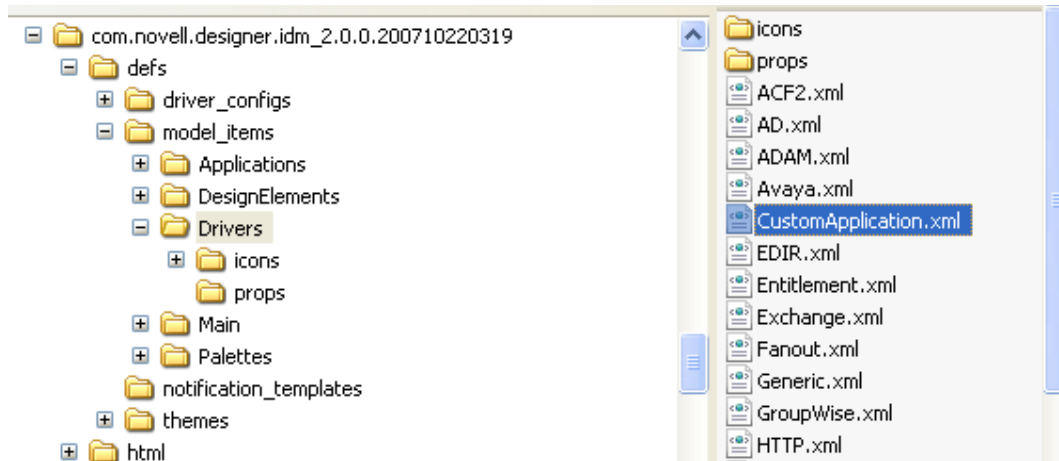 com.novell.designer.idm_2.0.0.200710220319
defs
driver_configs
model_items
Applications
DesignElements
Drivers
icons
props
Main
Palettes
notification_templates
themes
html
icons
props
ACF2.xml
AD.xml
ADAM.xml
Avaya.xml
CustomApplication.xml
EDIR.xml
Entitlement.xml
Exchange.xml
Fanout.xml
Generic.xml
GroupWise.xml
HTTP.xml